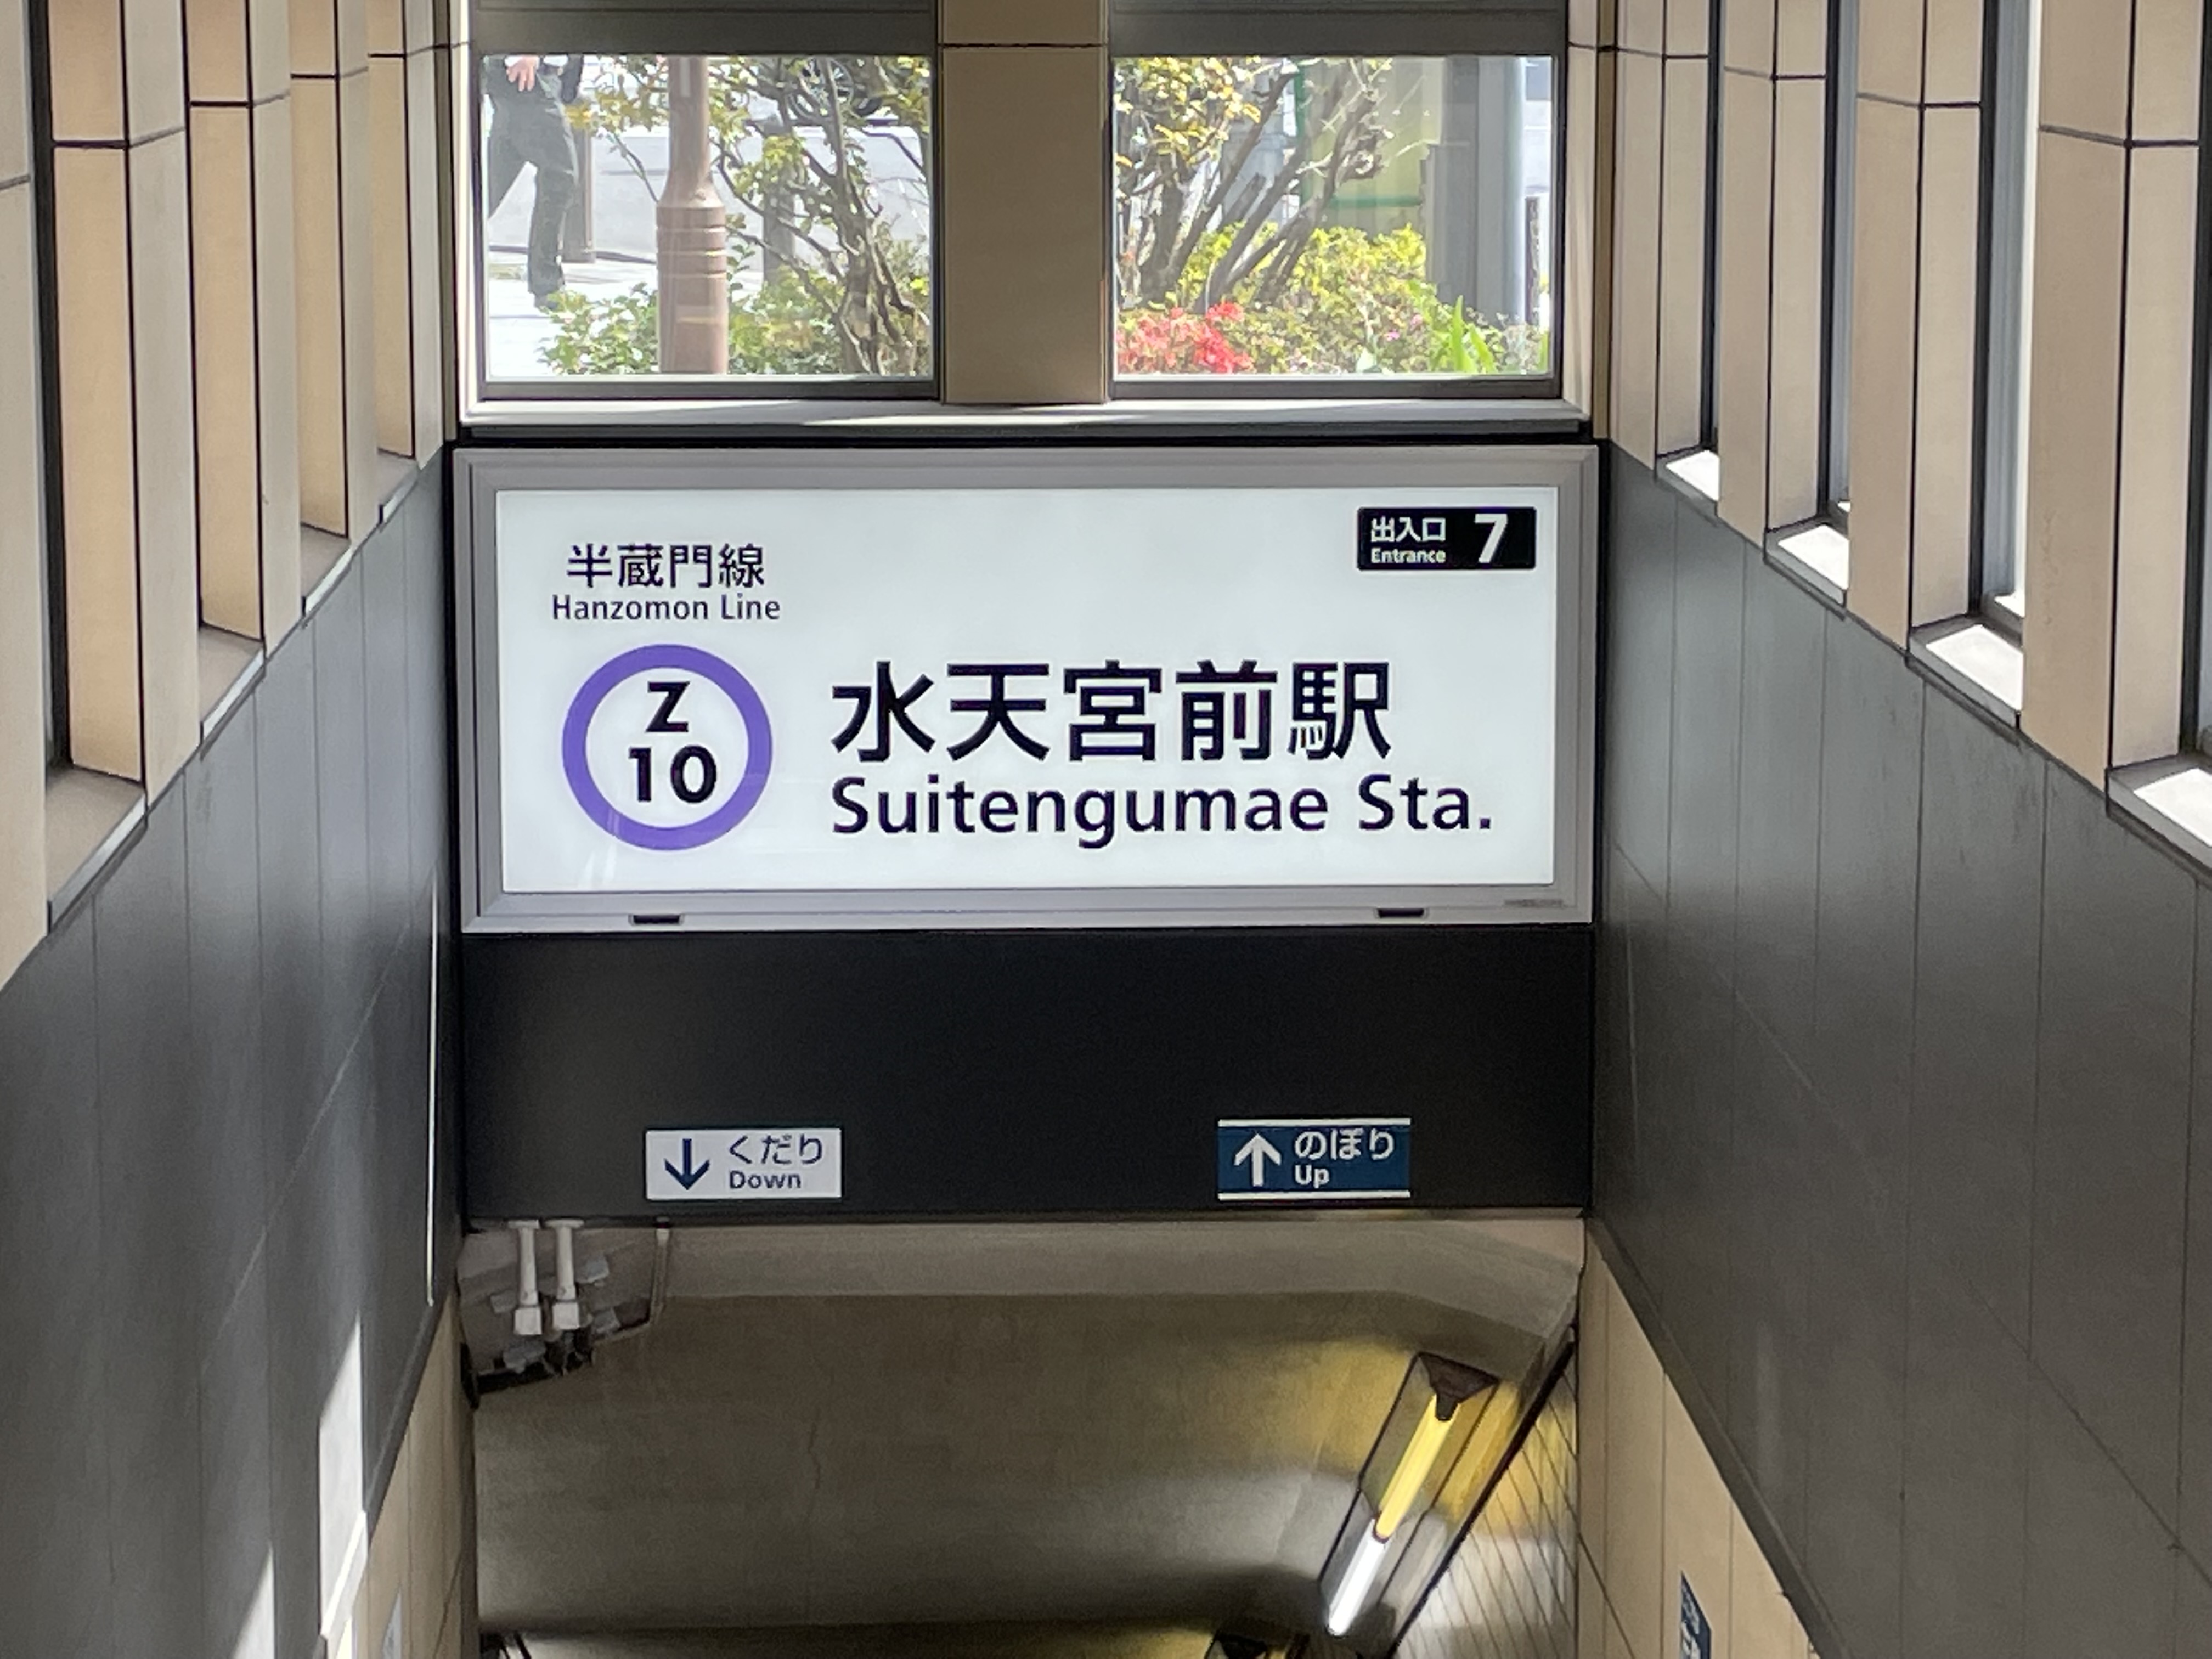 出入口 7
Entrance
半蔵門線
Hanzomon Line
Z
10
水天宮前駅
Suitengumae Sta.
↓ くだり
Down
↑ のぼり
Up